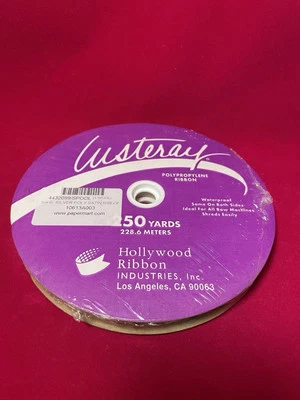 Lusteray
POLYPROPYLENE
RIBBON
Waterproof
Same On Both Sides
Ideal For All Bow Machines
Shreds Easily
www.papermart.com
250 YARDS
228.6 METERS
Hollywood
Ribbon
INDUSTRIES, Inc.
Los Angeles, CA 90063